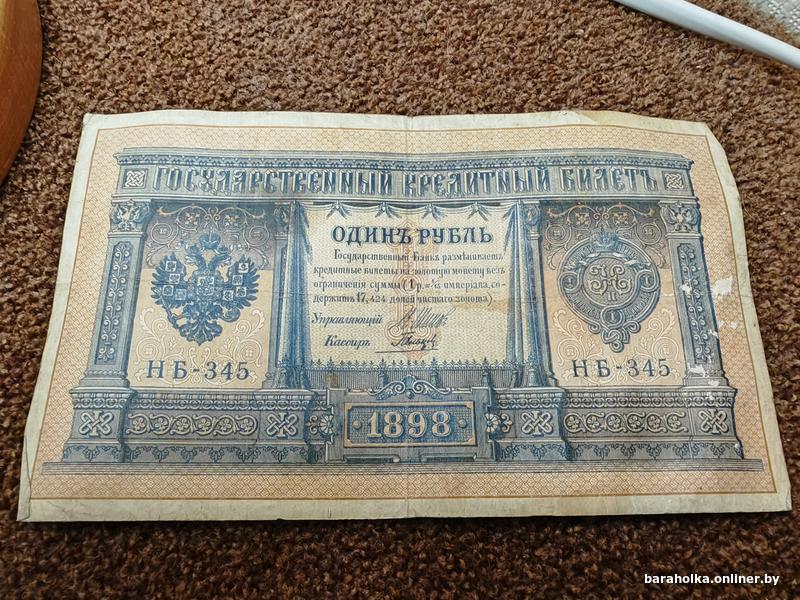 ГОСУДАРСТВЕННЫЙ КРЕДИТНЫЙ БИЛЕТЪ
ОДИНЪ РУБЛЬ
Государственный Банкъ размѣниваетъ
кредитные билеты на золотую монету безъ
ограниченія суммы (1 р. = 1/15 имперіала, со-
держитъ 17,424 долей чистаго золота)
Управляющій
Кассиръ
НБ-345
НБ-345
1898
baraholka.onliner.by